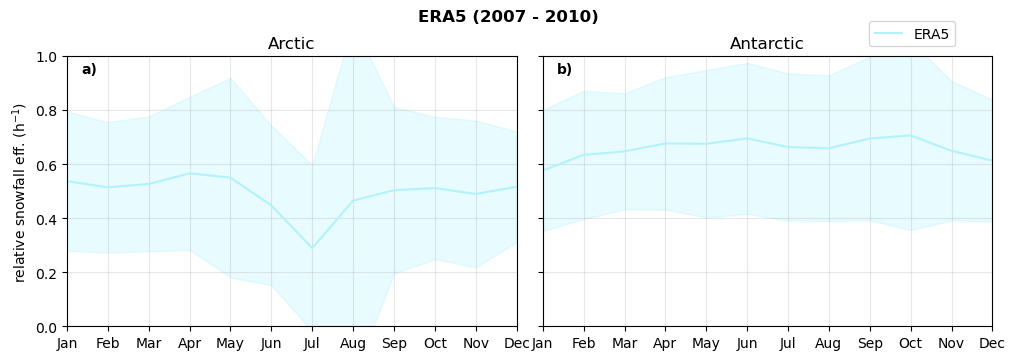 ERA5 (2007 - 2010)
ERA5
Arctic
Antarctic
a)
b)
relative snowfall eff. (h⁻¹)
1.0
0.8
0.6
0.4
0.2
0.0
Jan Feb Mar Apr May Jun Jul Aug Sep Oct Nov Dec
Jan Feb Mar Apr May Jun Jul Aug Sep Oct Nov Dec